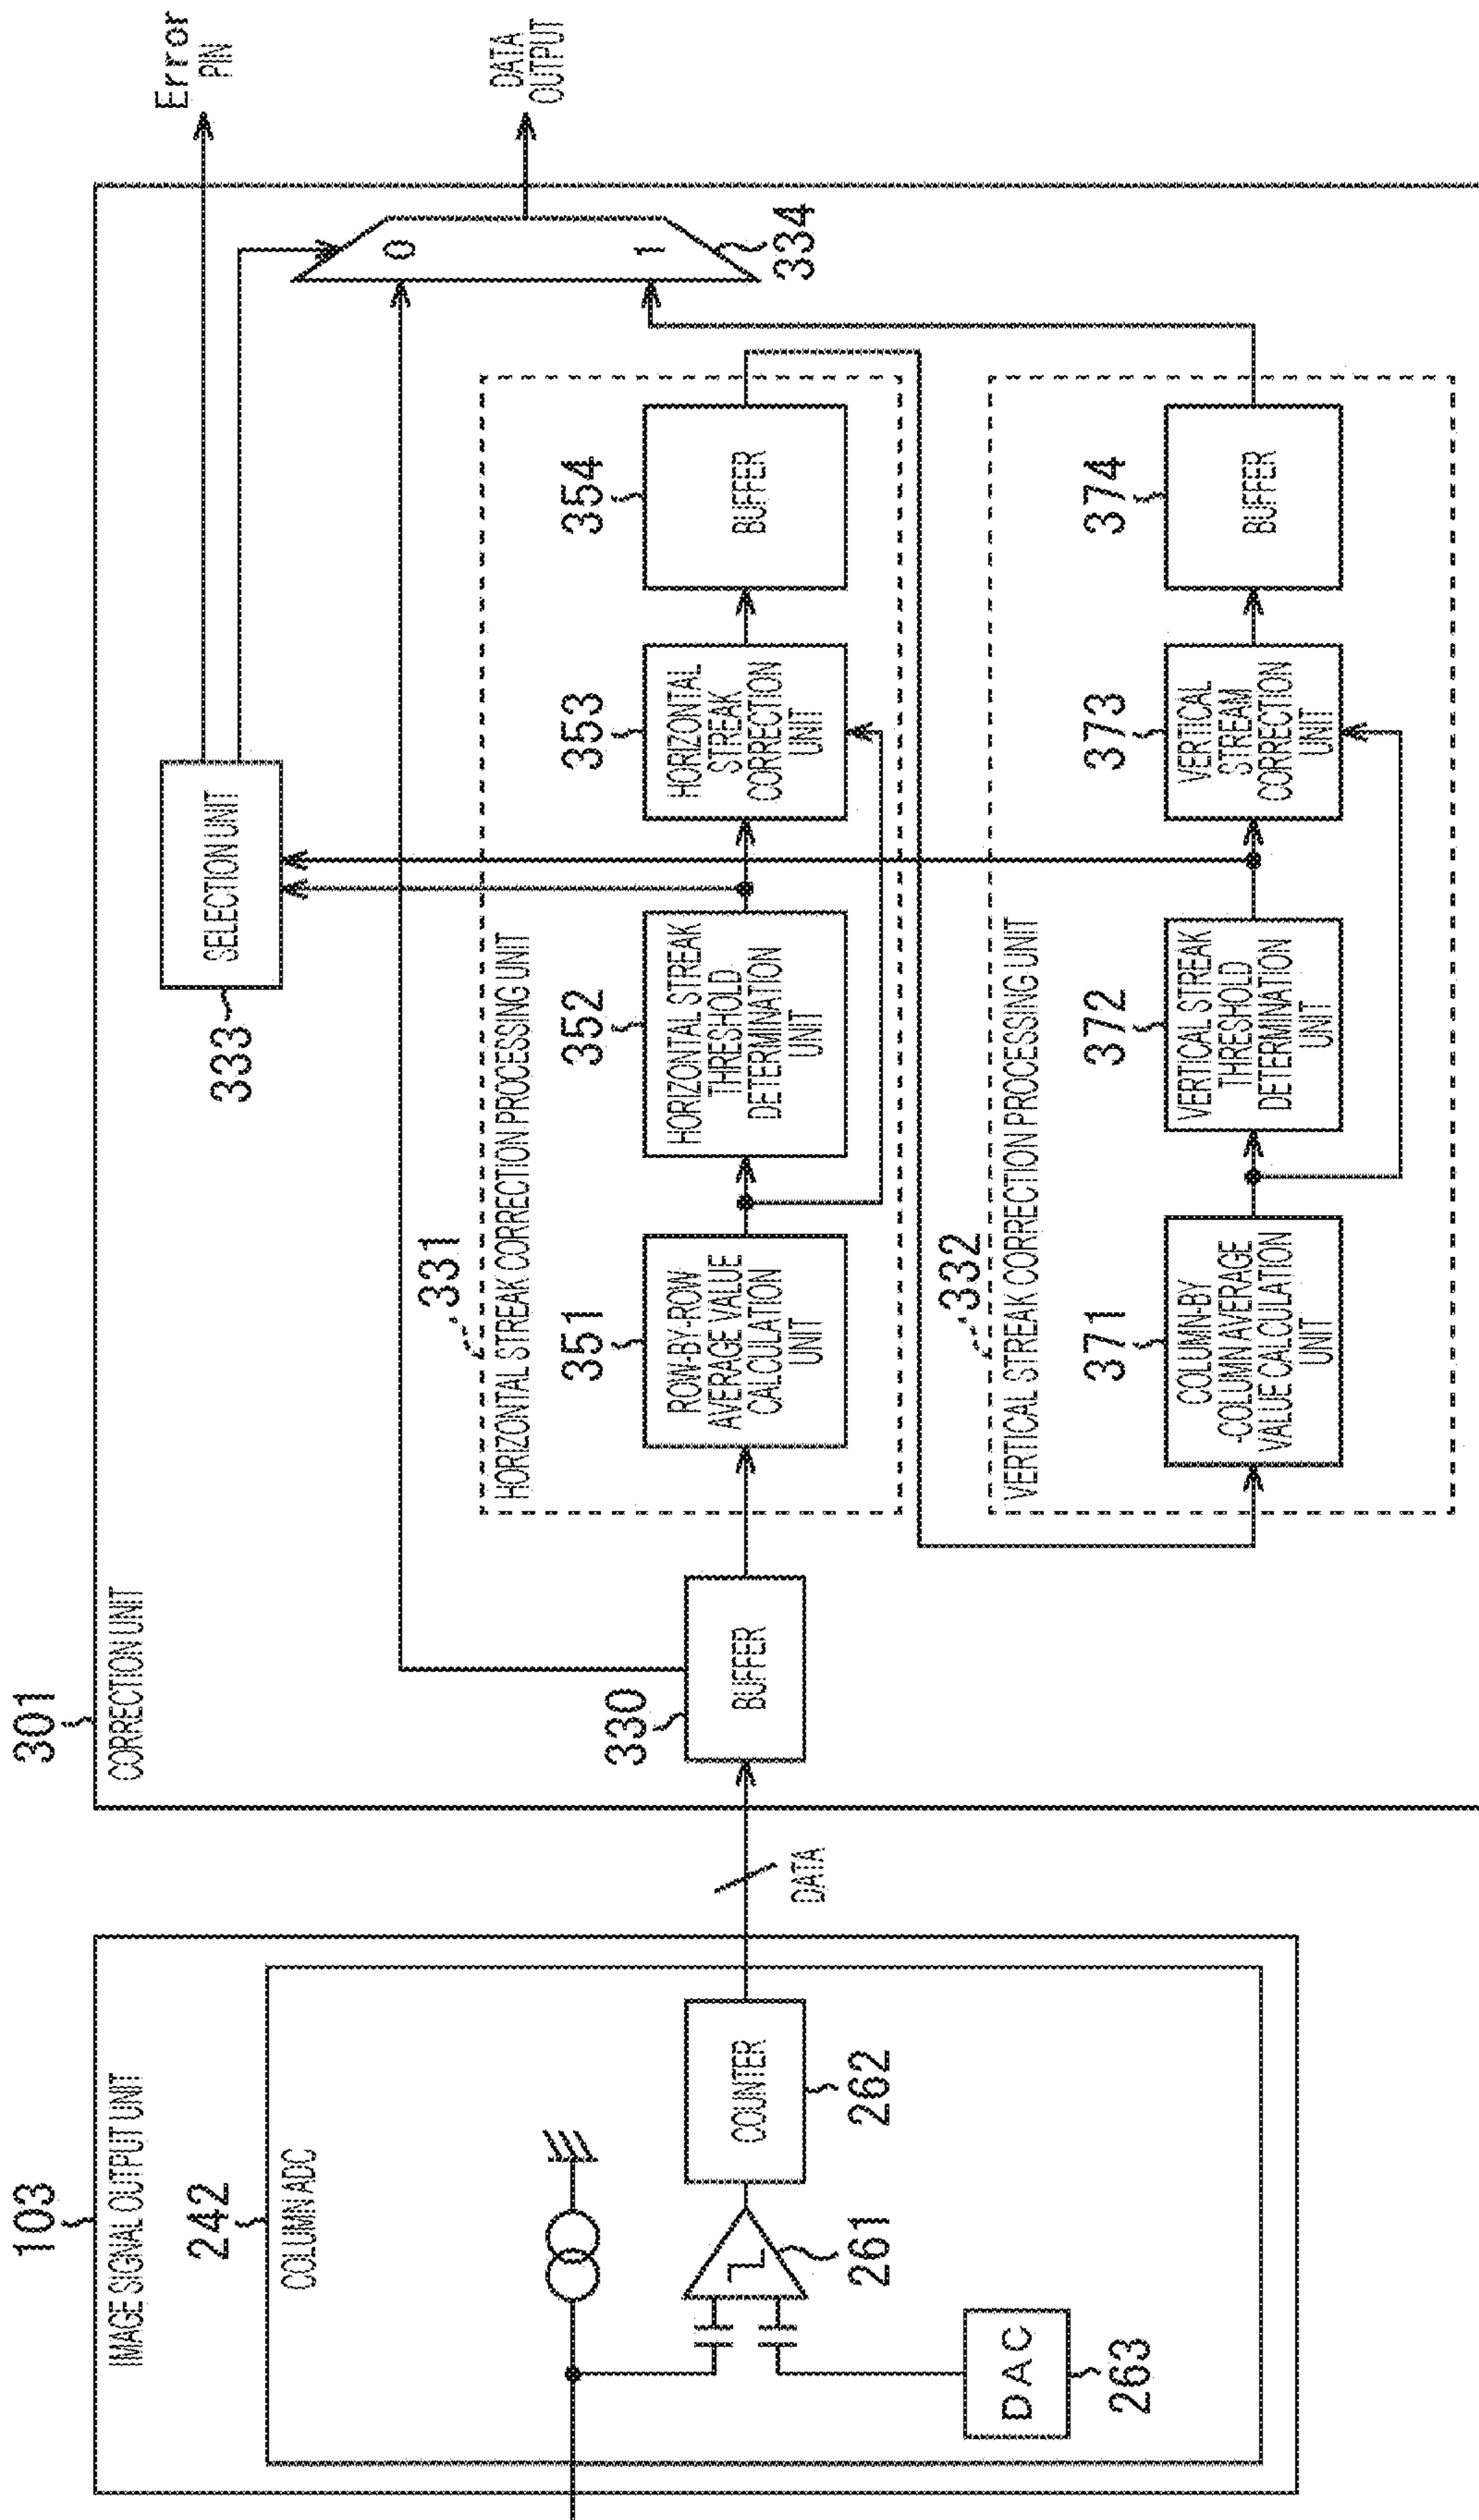 103
IMAGE SIGNAL OUTPUT UNIT
242
COLUMN ADC
261
COUNTER
262
DAC
263
DATA
301
CORRECTION UNIT
330
BUFFER
333
SELECTION UNIT
Error
PIN
DATA
OUTPUT
0
1
334
331
HORIZONTAL STREAK CORRECTION PROCESSING UNIT
351
ROW-BY-ROW
AVERAGE VALUE
CALCULATION
UNIT
352
HORIZONTAL STREAK
THRESHOLD
DETERMINATION
UNIT
353
HORIZONTAL
STREAK
CORRECTION
UNIT
354
BUFFER
332
VERTICAL STREAK CORRECTION PROCESSING UNIT
371
COLUMN-BY
-COLUMN AVERAGE
VALUE CALCULATION
UNIT
372
VERTICAL STREAK
THRESHOLD
DETERMINATION
UNIT
373
VERTICAL
STREAM
CORRECTION
UNIT
374
BUFFER